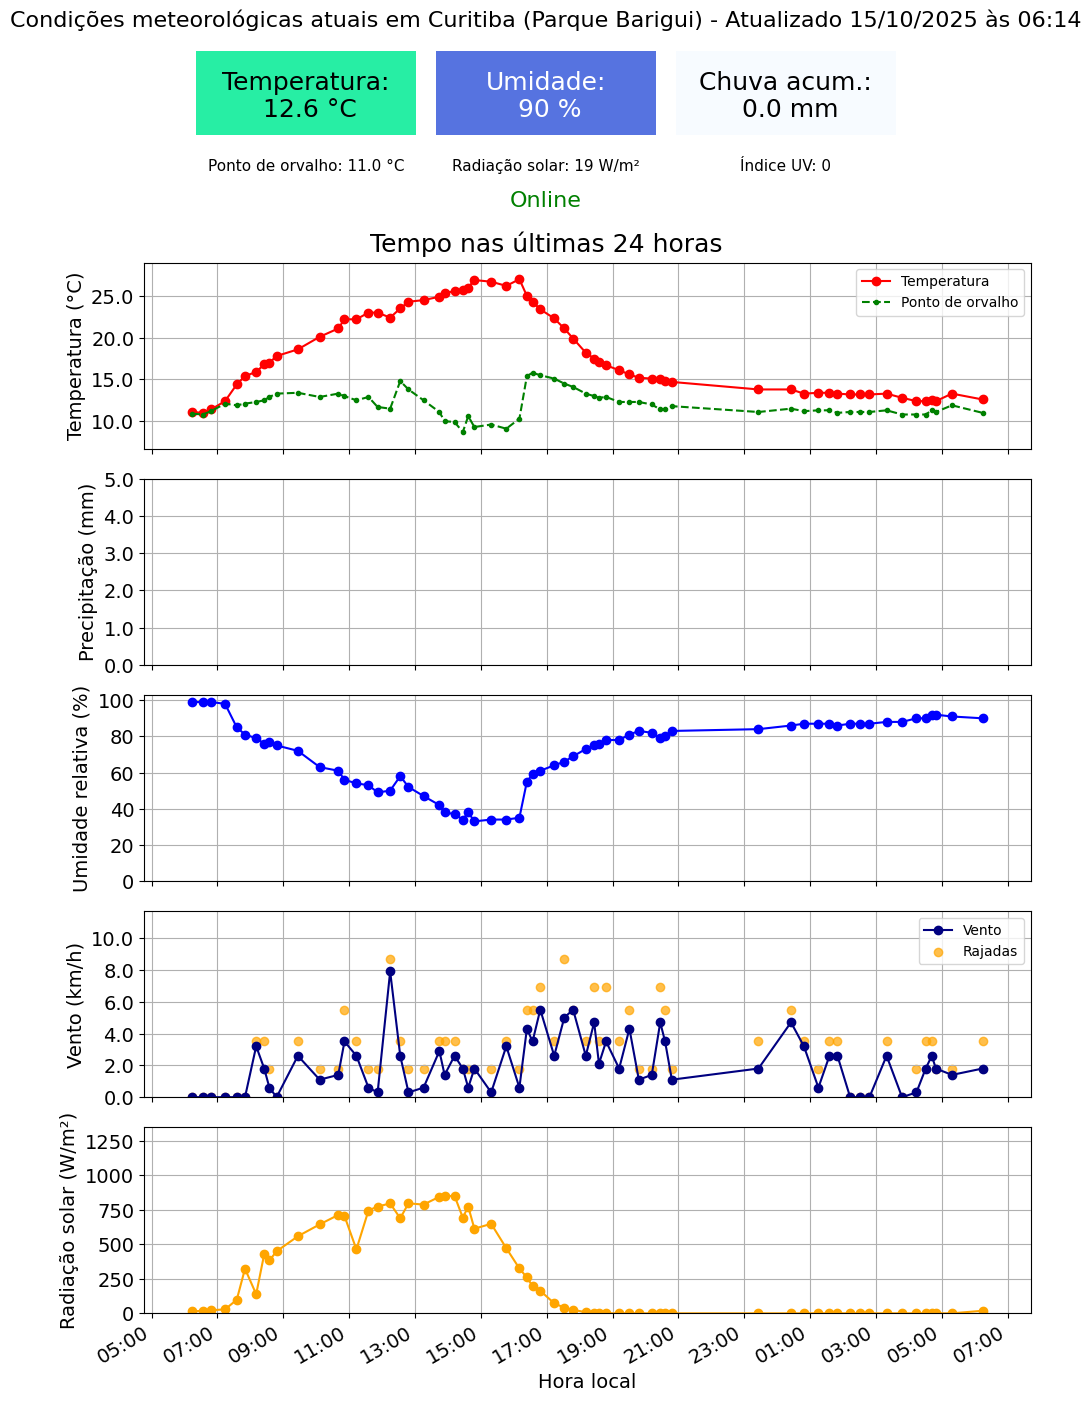 Condições meteorológicas atuais em Curitiba (Parque Barigui) - Atualizado 15/10/2025 às 06:14
Temperatura:
12.6 °C
Umidade:
90 %
Chuva acum.:
0.0 mm
Ponto de orvalho: 11.0 °C
Radiação solar: 19 W/m²
Índice UV: 0
Online
Tempo nas últimas 24 horas
Temperatura (°C)
25.0
20.0
15.0
10.0
Temperatura
Ponto de orvalho
Precipitação (mm)
5.0
4.0
3.0
2.0
1.0
0.0
Umidade relativa (%)
100
80
60
40
20
0
Vento (km/h)
10.0
8.0
6.0
4.0
2.0
0.0
Vento
Rajadas
Radiação solar (W/m²)
1250
1000
750
500
250
0
05:00
07:00
09:00
11:00
13:00
15:00
17:00
19:00
21:00
23:00
01:00
03:00
05:00
07:00
Hora local